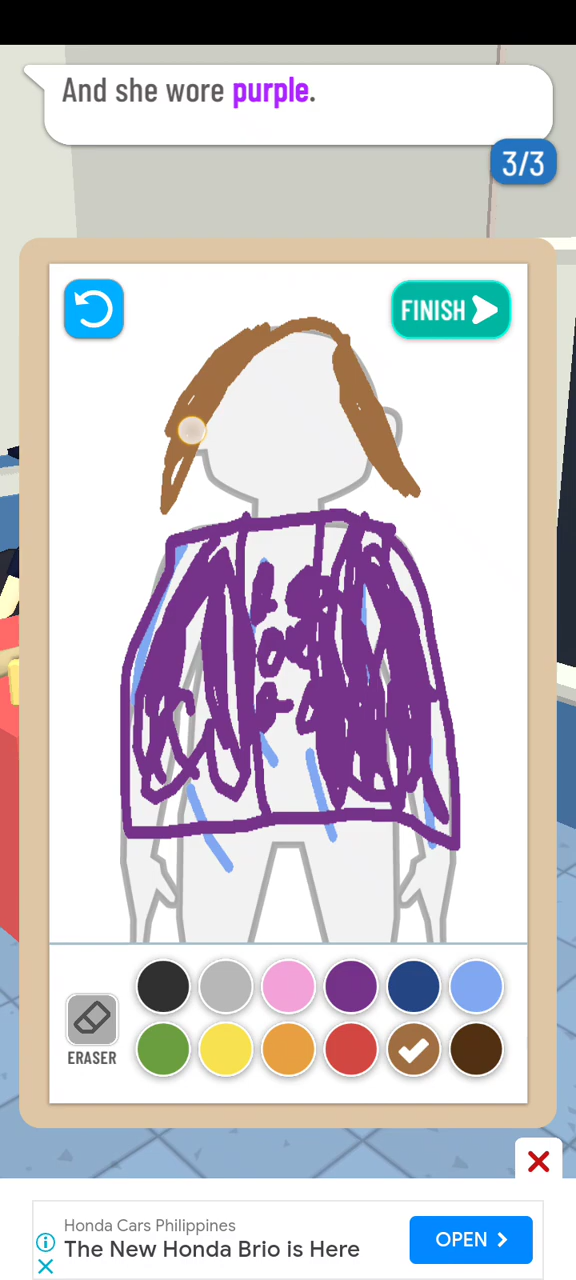 And she wore purple.
3/3
FINISH
ERASER
Honda Cars Philippines
The New Honda Brio is Here
OPEN